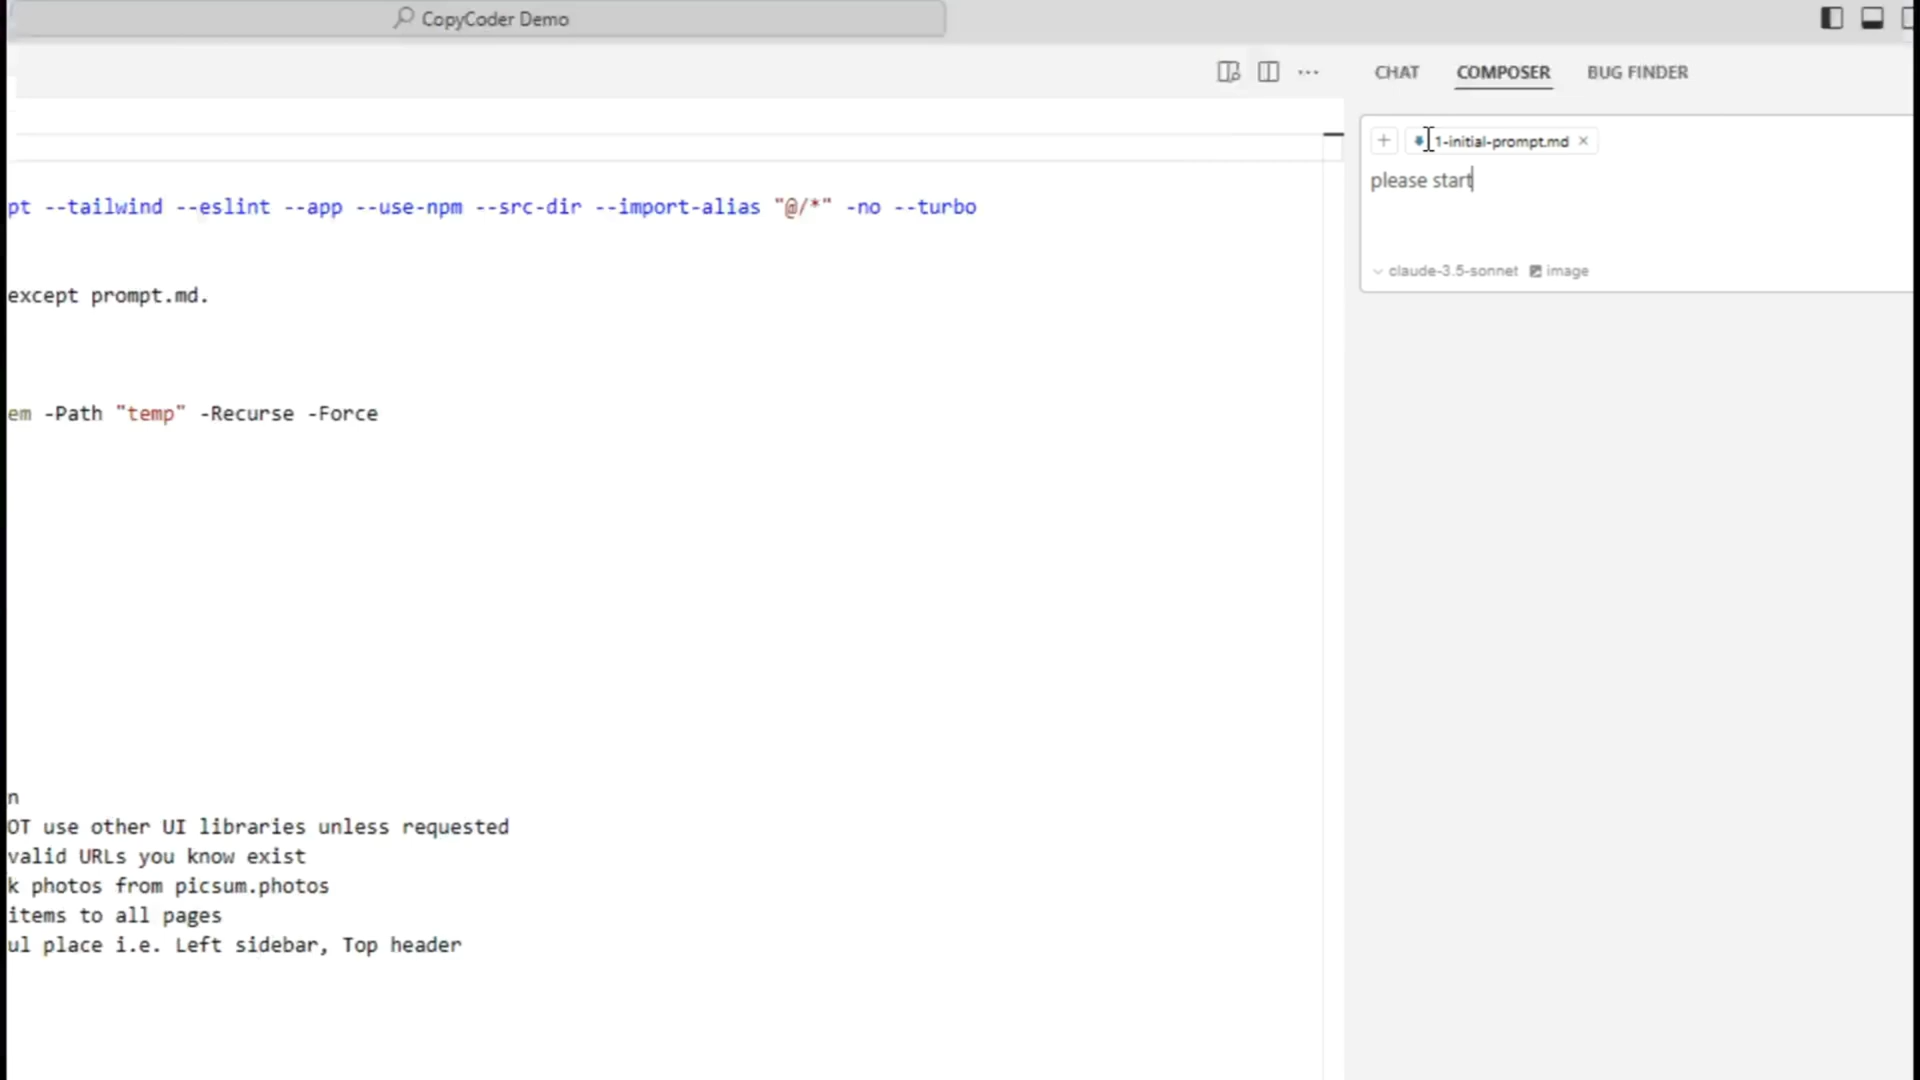 CopyCoder Demo
CHAT COMPOSER BUG FINDER
1-initial-prompt.md
please start
claude-3.5-sonnet image
pt --tailwind --eslint --app --use-npm --src-dir --import-alias "@/*" -no --turbo
except prompt.md.
em -Path "temp" -Recurse -Force
n
OT use other UI libraries unless requested
valid URLs you know exist
k photos from picsum.photos
items to all pages
ul place i.e. Left sidebar, Top header